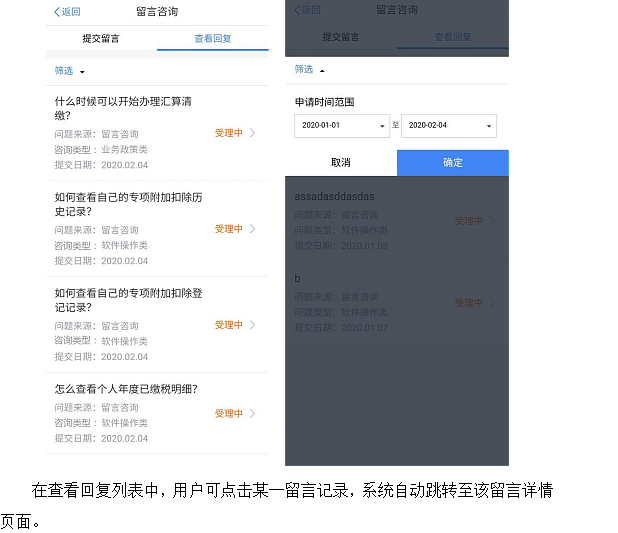 返回 留言咨询
提交留言 查看回复
筛选
什么时候可以开始办理汇算清
缴？
问题来源：留言咨询
咨询类型：业务政策类
提交日期：2020.02.04
受理中
如何查看自己的专项附加扣除历
史记录？
问题来源：留言咨询
咨询类型：软件操作类
提交日期：2020.02.04
受理中
如何查看自己的专项附加扣除登
记记录？
问题来源：留言咨询
咨询类型：软件操作类
提交日期：2020.02.04
受理中
怎么查看个人年度已缴税明细？
问题来源：留言咨询
咨询类型：软件操作类
提交日期：2020.02.04
受理中
返回 留言咨询
提交留言 查看回复
筛选
申请时间范围
2020-01-01 至 2020-02-04
取消 确定
assadasddasdas
问题来源：留言咨询
问题类型：软件操作类
提交日期：2020.01.08
受理中
b
问题来源：留言咨询
问题类型：软件操作类
提交日期：2020.01.07
受理中
在查看回复列表中，用户可点击某一留言记录，系统自动跳转至该留言详情
页面。